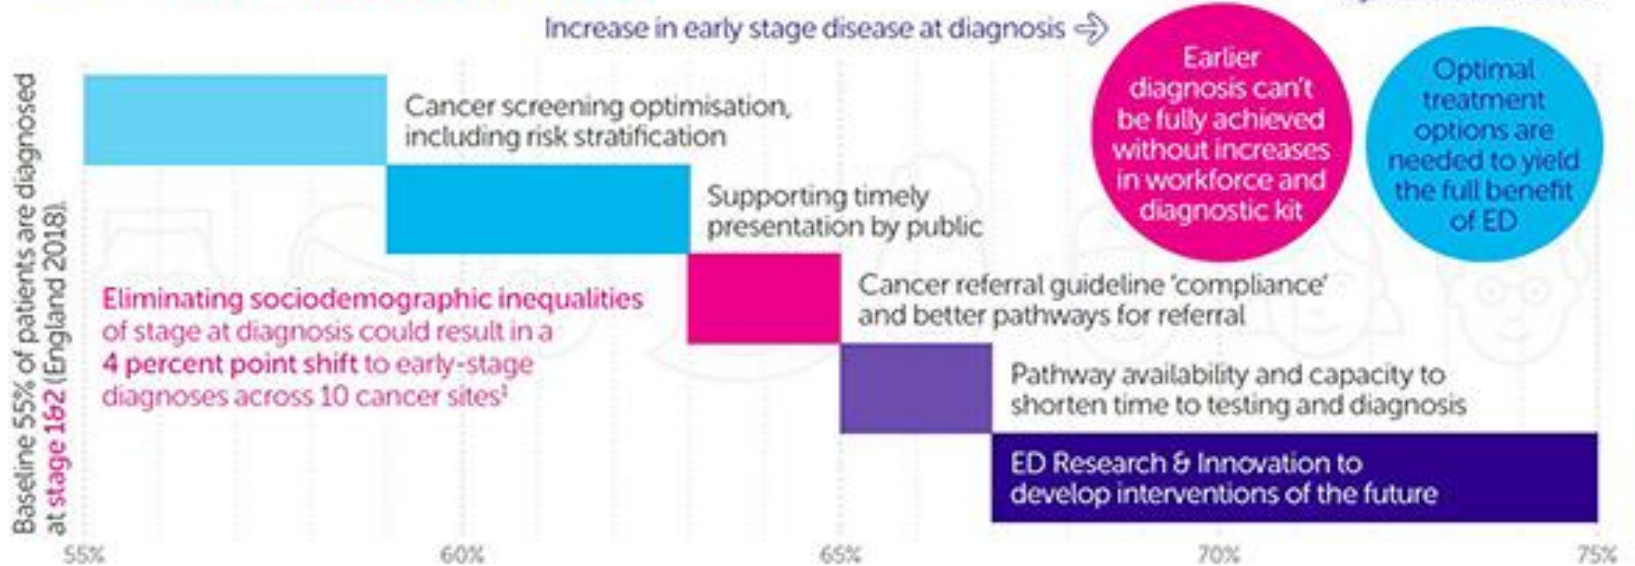 Increase in early stage disease at diagnosis
Earlier
diagnosis can't
be fully achieved
without increases
in workforce and
diagnostic kit
Optimal
treatment
options are
needed to yield
the full benefit
of ED
Baseline 55% of patients are diagnosed
at stage 1&2 (England 2018).
Cancer screening optimisation,
including risk stratification
Supporting timely
presentation by public
Cancer referral guideline 'compliance'
and better pathways for referral
Eliminating sociodemographic inequalities
of stage at diagnosis could result in a
4 percent point shift to early-stage
diagnoses across 10 cancer sites
Pathway availability and capacity to
shorten time to testing and diagnosis
ED Research & Innovation to
develop interventions of the future
55% 60% 65% 70% 75%